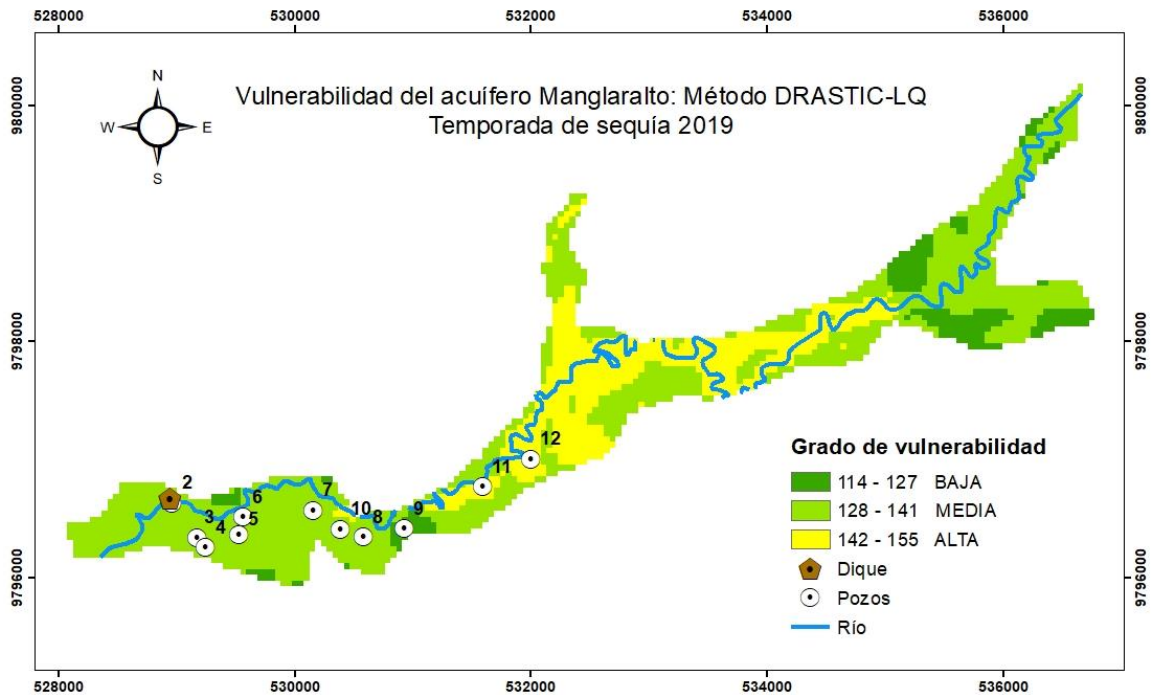 528000 530000 532000 534000 536000
9800000 9800000
Vulnerabilidad del acuífero Manglaralto: Método DRASTIC-LQ
Temporada de sequía 2019
N
W E
S
9798000 9798000
12
11
2
6
7
3
10
9
4
5
8
Grado de vulnerabilidad
114 - 127 BAJA
128 - 141 MEDIA
142 - 155 ALTA
Dique
Pozos
Río
9796000 9796000
528000 530000 532000 534000 536000